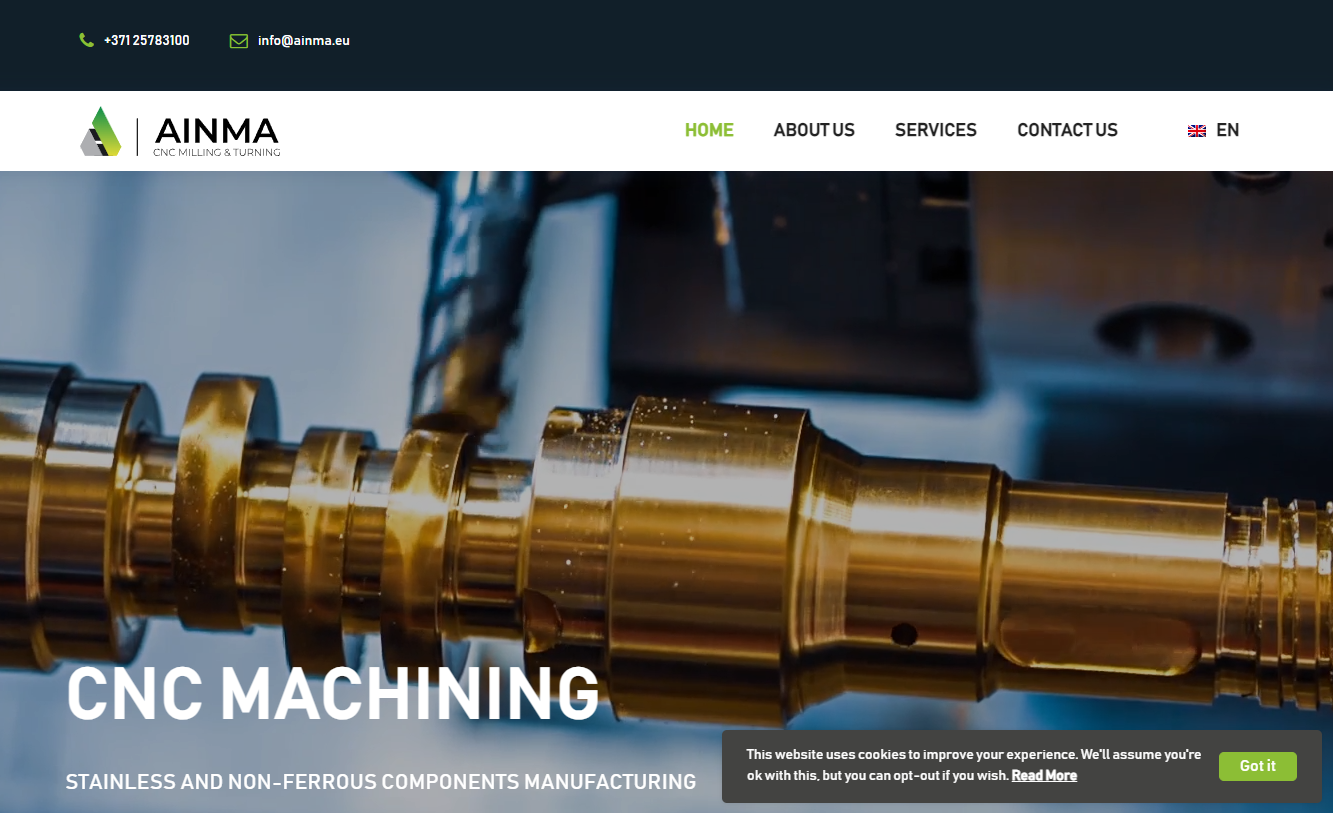 +371 25783100 info@ainma.eu
AINMA
CNC MILLING & TURNING
HOME ABOUT US SERVICES CONTACT US EN
CNC MACHINING
STAINLESS AND NON-FERROUS COMPONENTS MANUFACTURING
This website uses cookies to improve your experience. We'll assume you're
ok with this, but you can opt-out if you wish. Read More
Got it